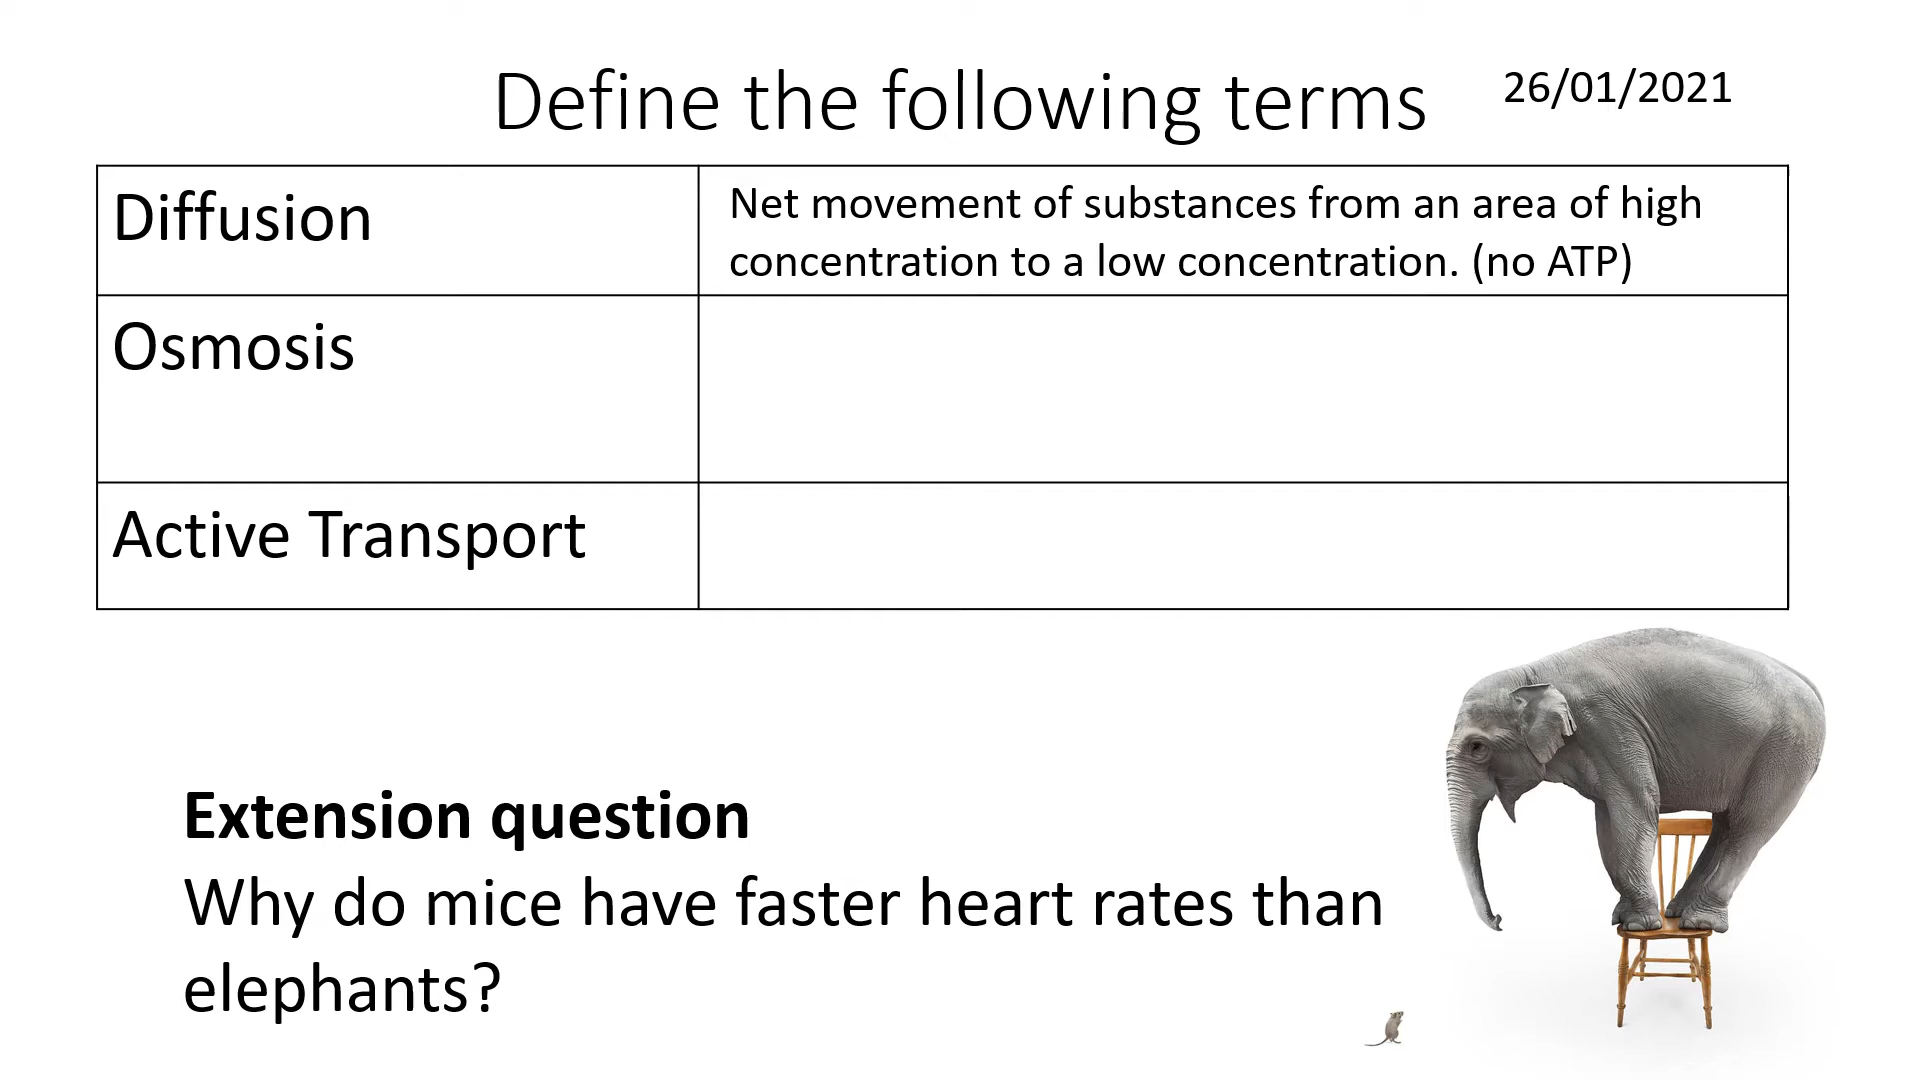 Define the following terms
26/01/2021
Diffusion
Net movement of substances from an area of high
concentration to a low concentration. (no ATP)
Osmosis
Active Transport
Extension question
Why do mice have faster heart rates than
elephants?